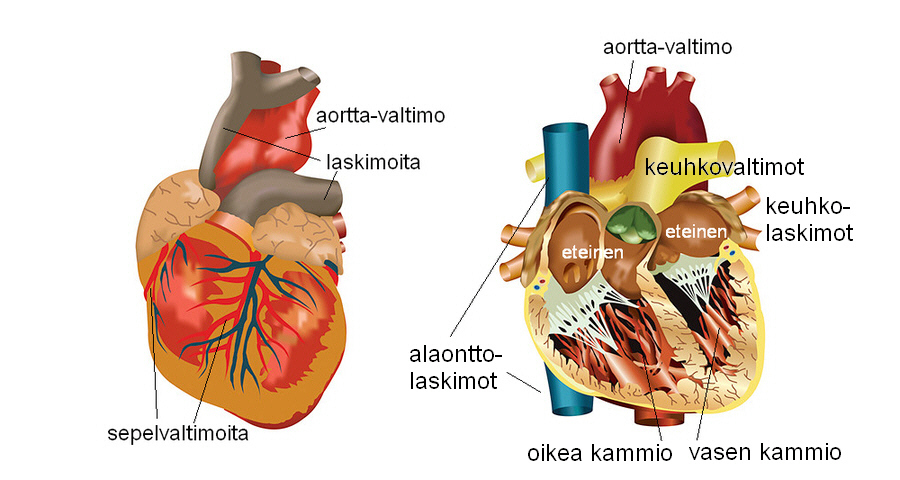 aortta-valtimo
laskimoita
sepelvaltimoita
aortta-valtimo
keuhkovaltimot
keuhko-
laskimot
eteinen
eteinen
alaontto-
laskimot
oikea kammio
vasen kammio